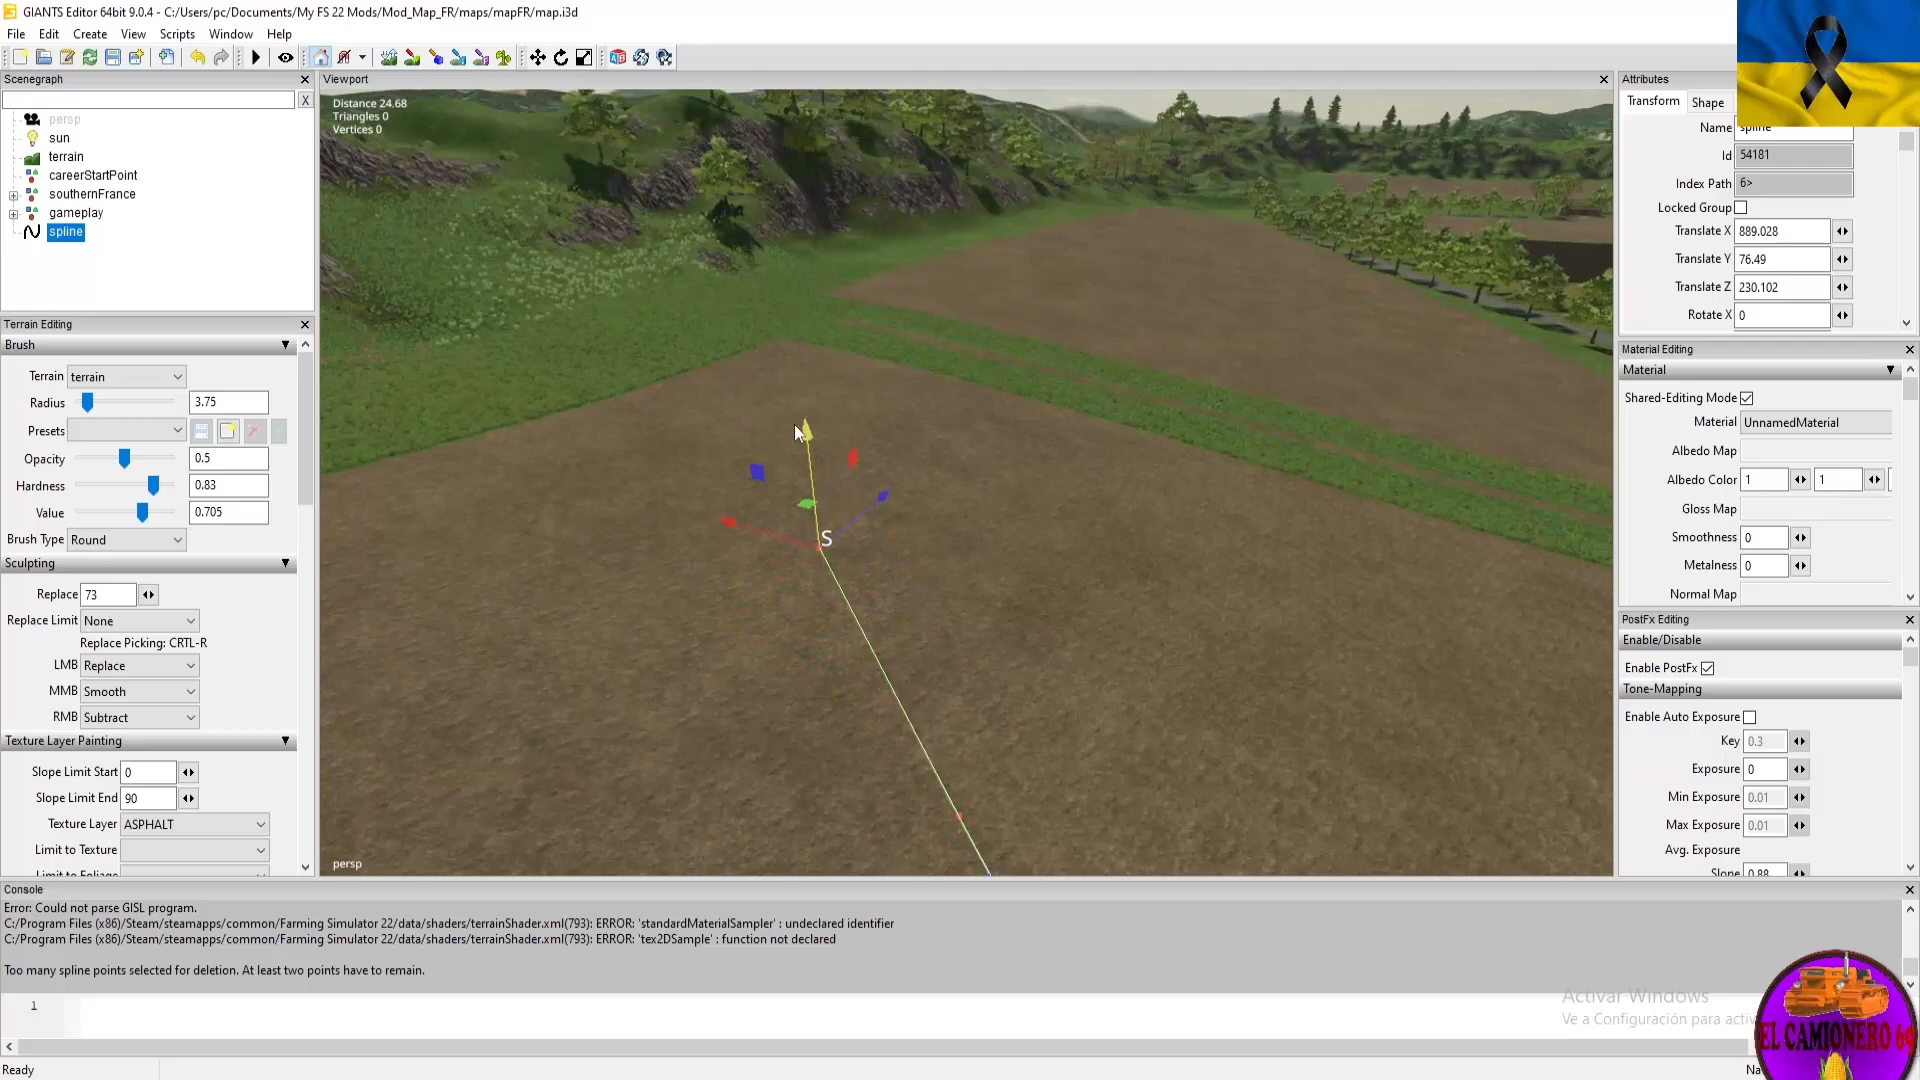 GIANTS Editor 64bit 9.0.4 - C:/Users/pc/Documents/My FS 22 Mods/Mod_Map_FR/maps/mapFR/map.i3d
File Edit Create View Scripts Window Help
Scenegraph
X
persp
sun
terrain
careerStartPoint
southernFrance
gameplay
spline
Terrain Editing
Brush
Terrain terrain
Radius 3.75
Presets
Opacity 0.5
Hardness 0.83
Value 0.705
Brush Type Round
Sculpting
Replace 73
Replace Limit None
Replace Picking: CRTL-R
LMB Replace
MMB Smooth
RMB Subtract
Texture Layer Painting
Slope Limit Start 0
Slope Limit End 90
Texture Layer ASPHALT
Limit to Texture
Limit to Foliage
Viewport
Distance 24.68
Triangles 0
Vertices 0
S
persp
Attributes
Transform Shape
Name spline
Id 54181
Index Path 6>
Locked Group
Translate X 889.028
Translate Y 76.49
Translate Z 230.102
Rotate X 0
Material Editing
Material
Shared-Editing Mode
Material UnnamedMaterial
Albedo Map
Albedo Color 1 1
Gloss Map
Smoothness 0
Metalness 0
Normal Map
PostFx Editing
Enable/Disable
Enable PostFx
Tone-Mapping
Enable Auto Exposure
Key 0.3
Exposure 0
Min Exposure 0.01
Max Exposure 0.01
Avg. Exposure
Slope 0.88
Console
Error: Could not parse GISL program.
C:/Program Files (x86)/Steam/steamapps/common/Farming Simulator 22/data/shaders/terrainShader.xml(793): ERROR: 'standardMaterialSampler' : undeclared identifier
C:/Program Files (x86)/Steam/steamapps/common/Farming Simulator 22/data/shaders/terrainShader.xml(793): ERROR: 'tex2DSample' : function not declared
Too many spline points selected for deletion. At least two points have to remain.
1
Activar Windows
Ve a Configuración para activ
EL CAMIONERO
Ready
Na